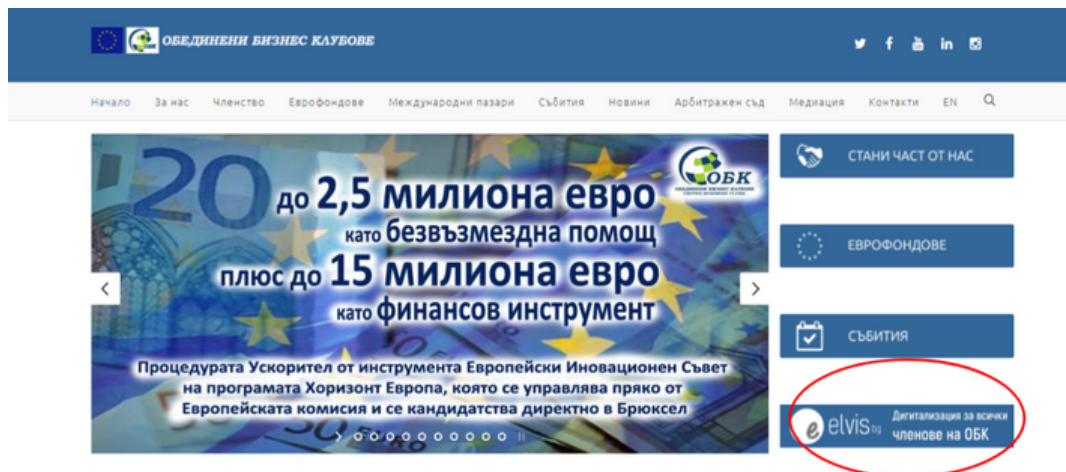 ОБЕДИНЕНИ БИЗНЕС КЛУБОВЕ
Начало За нас Членство Еврофондове Международни пазари Събития Новини Арбитражен съд Медиация Контакти EN
20
ОБК
до 2,5 милиона евро
като безвъзмездна помощ
плюс до 15 милиона евро
като финансов инструмент
Процедурата Ускорител от инструмента Европейски Иновационен Съвет
на програмата Хоризонт Европа, която се управлява пряко от
Европейската комисия и се кандидатства директно в Брюксел
СТАНИ ЧАСТ ОТ НАС
ЕВРОФОНДОВЕ
СЪБИТИЯ
elvis bg
Дигитализация за всички
членове на ОБК